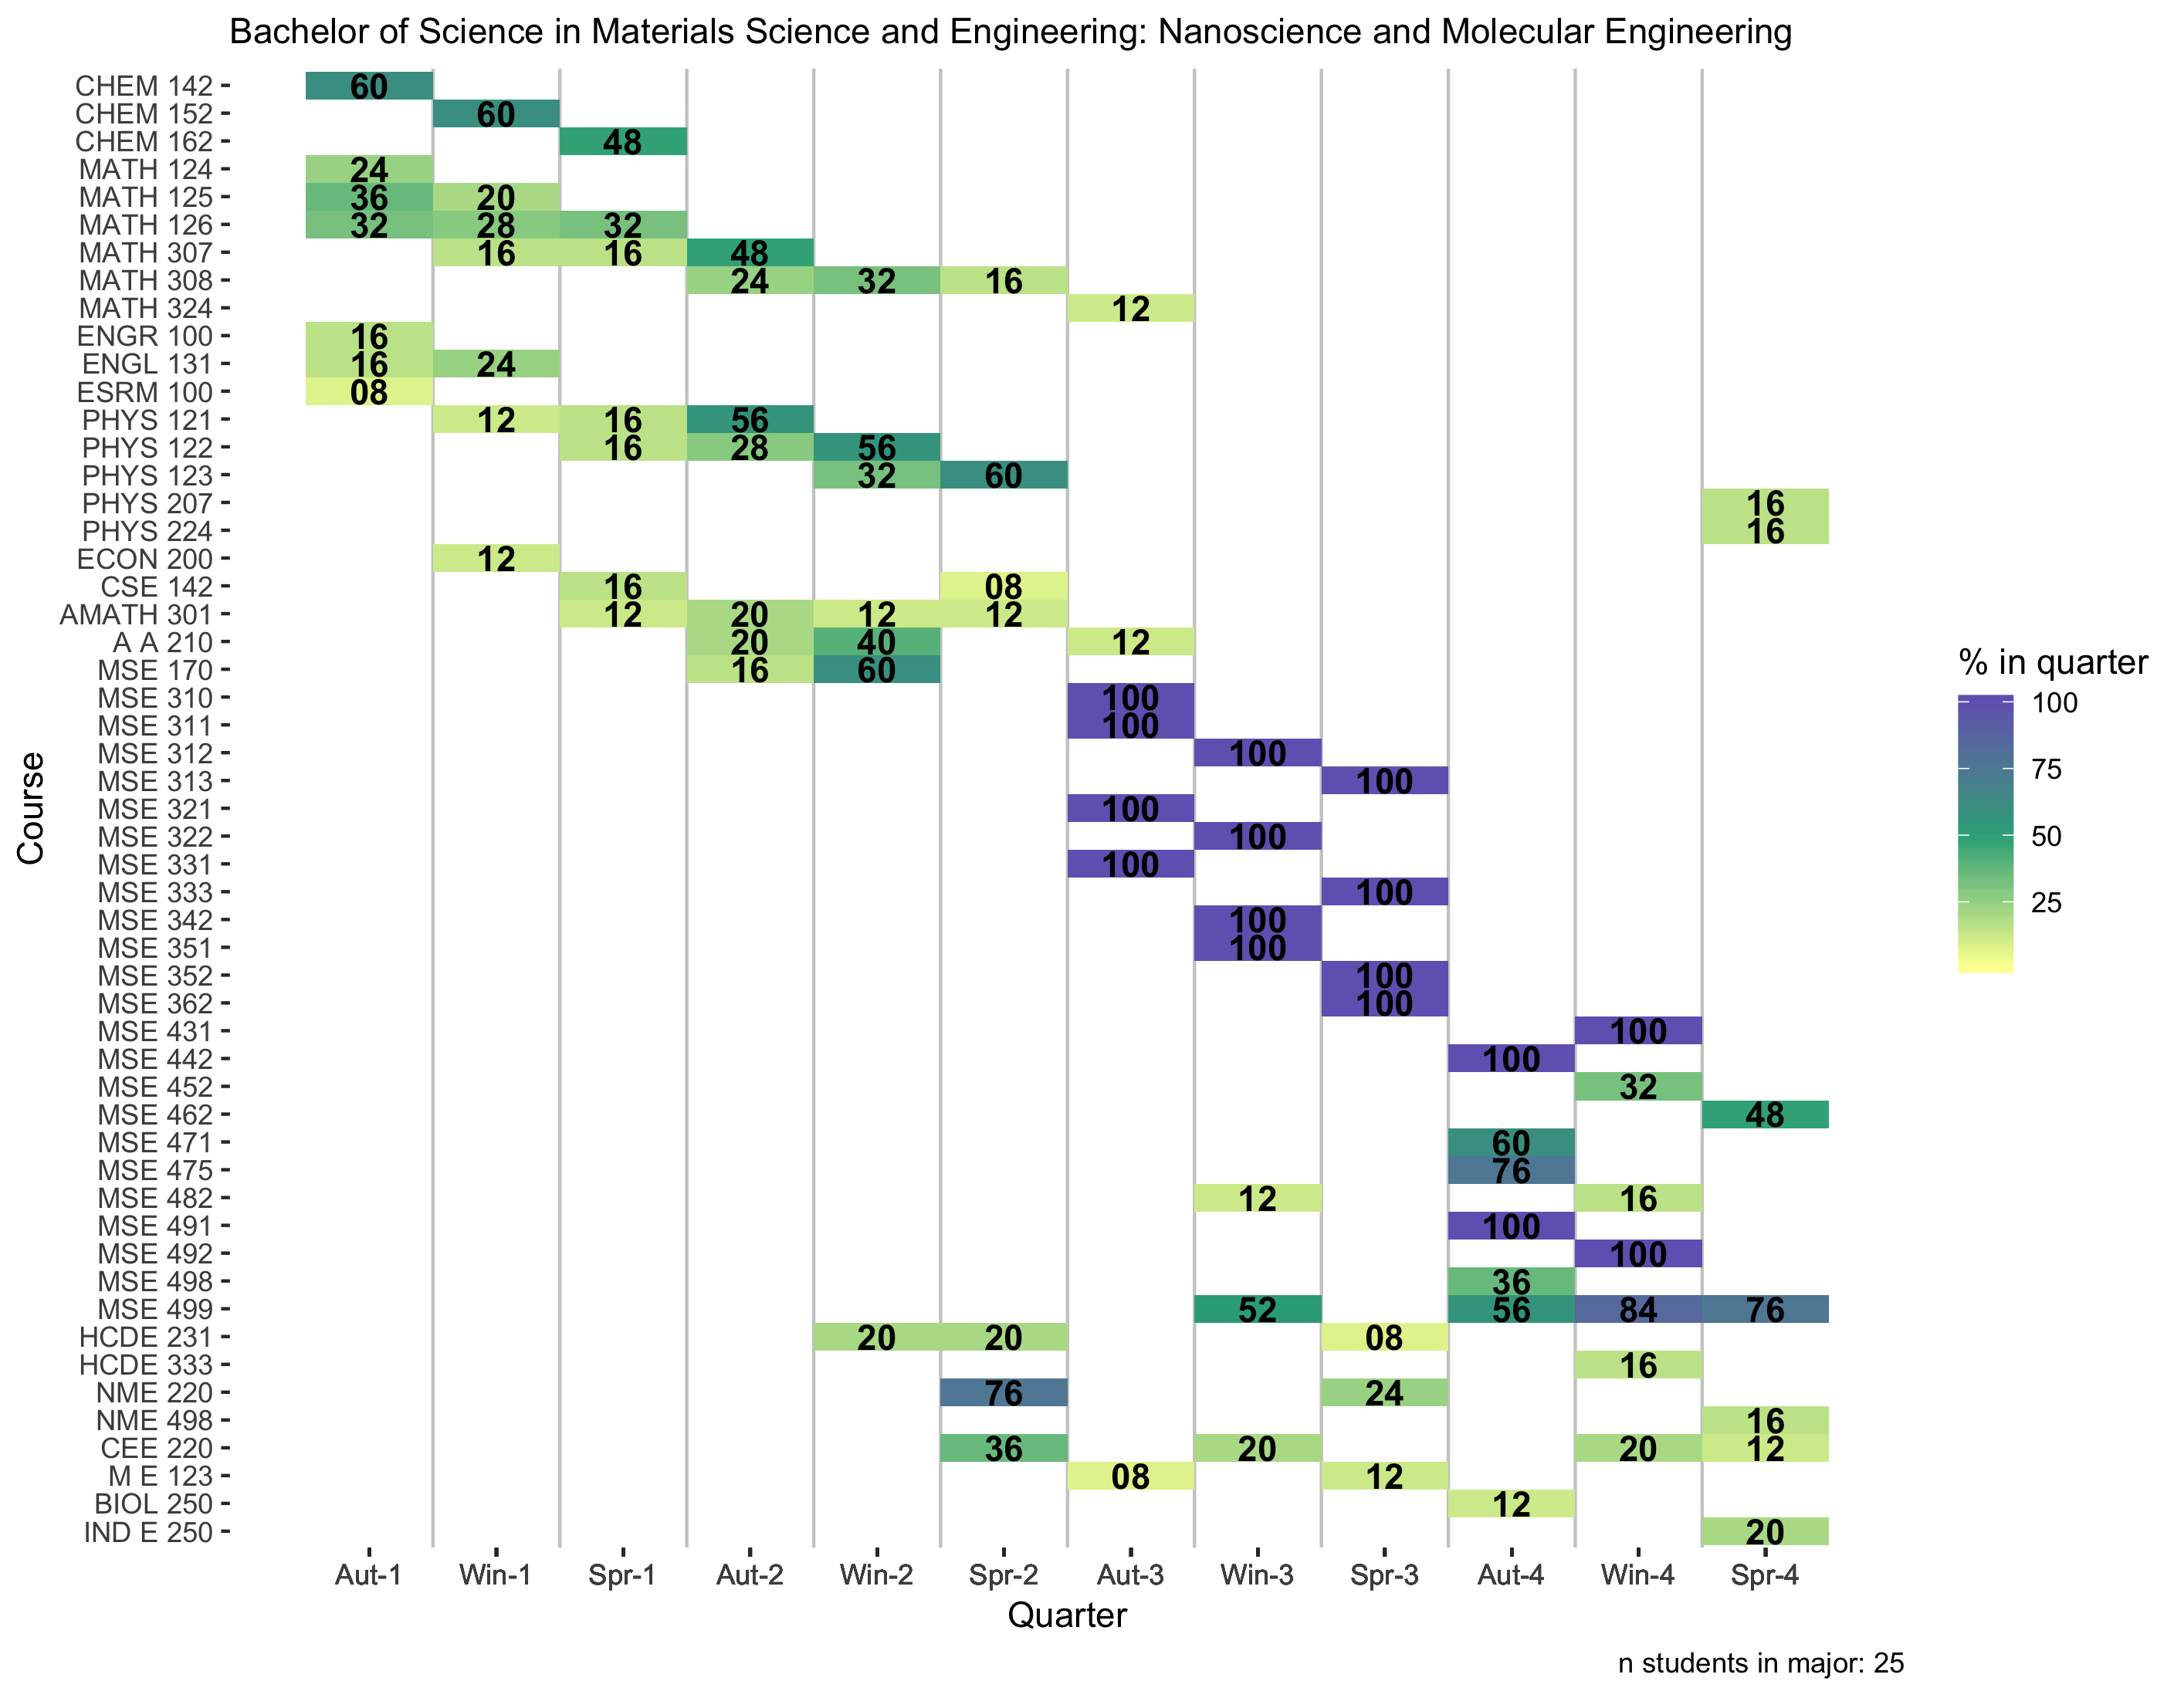 Bachelor of Science in Materials Science and Engineering: Nanoscience and Molecular Engineering
CHEM 142 60
CHEM 152 60
CHEM 162 48
MATH 124 24
MATH 125 36 20
MATH 126 32 28 32
MATH 307 16 16 48
MATH 308 24 32 16
MATH 324 12
ENGR 100 16
ENGL 131 16 24
ESRM 100 08
PHYS 121 12 16 56
PHYS 122 16 28 56
PHYS 123 32 60
PHYS 207 16
PHYS 224 16
ECON 200 12
CSE 142 16 08
AMATH 301 12 20 12 12
A A 210 20 40 12
MSE 170 16 60
MSE 310 100
MSE 311 100
MSE 312 100
MSE 313 100
MSE 321 100
MSE 322 100
MSE 331 100
MSE 333 100
MSE 342 100
MSE 351 100
MSE 352 100
MSE 362 100
MSE 431 100
MSE 442 100
MSE 452 32
MSE 462 48
MSE 471 60
MSE 475 76
MSE 482 12 16
MSE 491 100
MSE 492 100
MSE 498 36
MSE 499 52 56 84 76
HCDE 231 20 20 08
HCDE 333 16
NME 220 76 24
NME 498 16
CEE 220 36 20 20 12
M E 123 08 12
BIOL 250 12
IND E 250 20
Course
Aut-1 Win-1 Spr-1 Aut-2 Win-2 Spr-2 Aut-3 Win-3 Spr-3 Aut-4 Win-4 Spr-4
Quarter
% in quarter
100
75
50
25
n students in major: 25